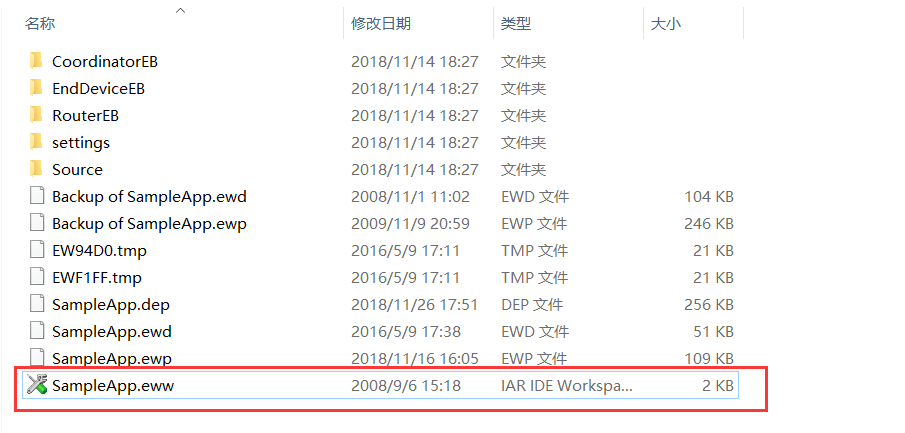 名称 修改日期 类型 大小
CoordinatorEB 2018/11/14 18:27 文件夹
EndDeviceEB 2018/11/14 18:27 文件夹
RouterEB 2018/11/14 18:27 文件夹
settings 2018/11/14 18:27 文件夹
Source 2018/11/14 18:27 文件夹
Backup of SampleApp.ewd 2008/11/1 11:02 EWD 文件 104 KB
Backup of SampleApp.ewp 2009/11/9 20:59 EWP 文件 246 KB
EW94D0.tmp 2016/5/9 17:11 TMP 文件 21 KB
EWF1FF.tmp 2016/5/9 17:11 TMP 文件 21 KB
SampleApp.dep 2018/11/26 17:51 DEP 文件 256 KB
SampleApp.ewd 2016/5/9 17:38 EWD 文件 51 KB
SampleApp.ewp 2018/11/16 16:05 EWP 文件 109 KB
SampleApp.eww 2008/9/6 15:18 IAR IDE Workspa... 2 KB